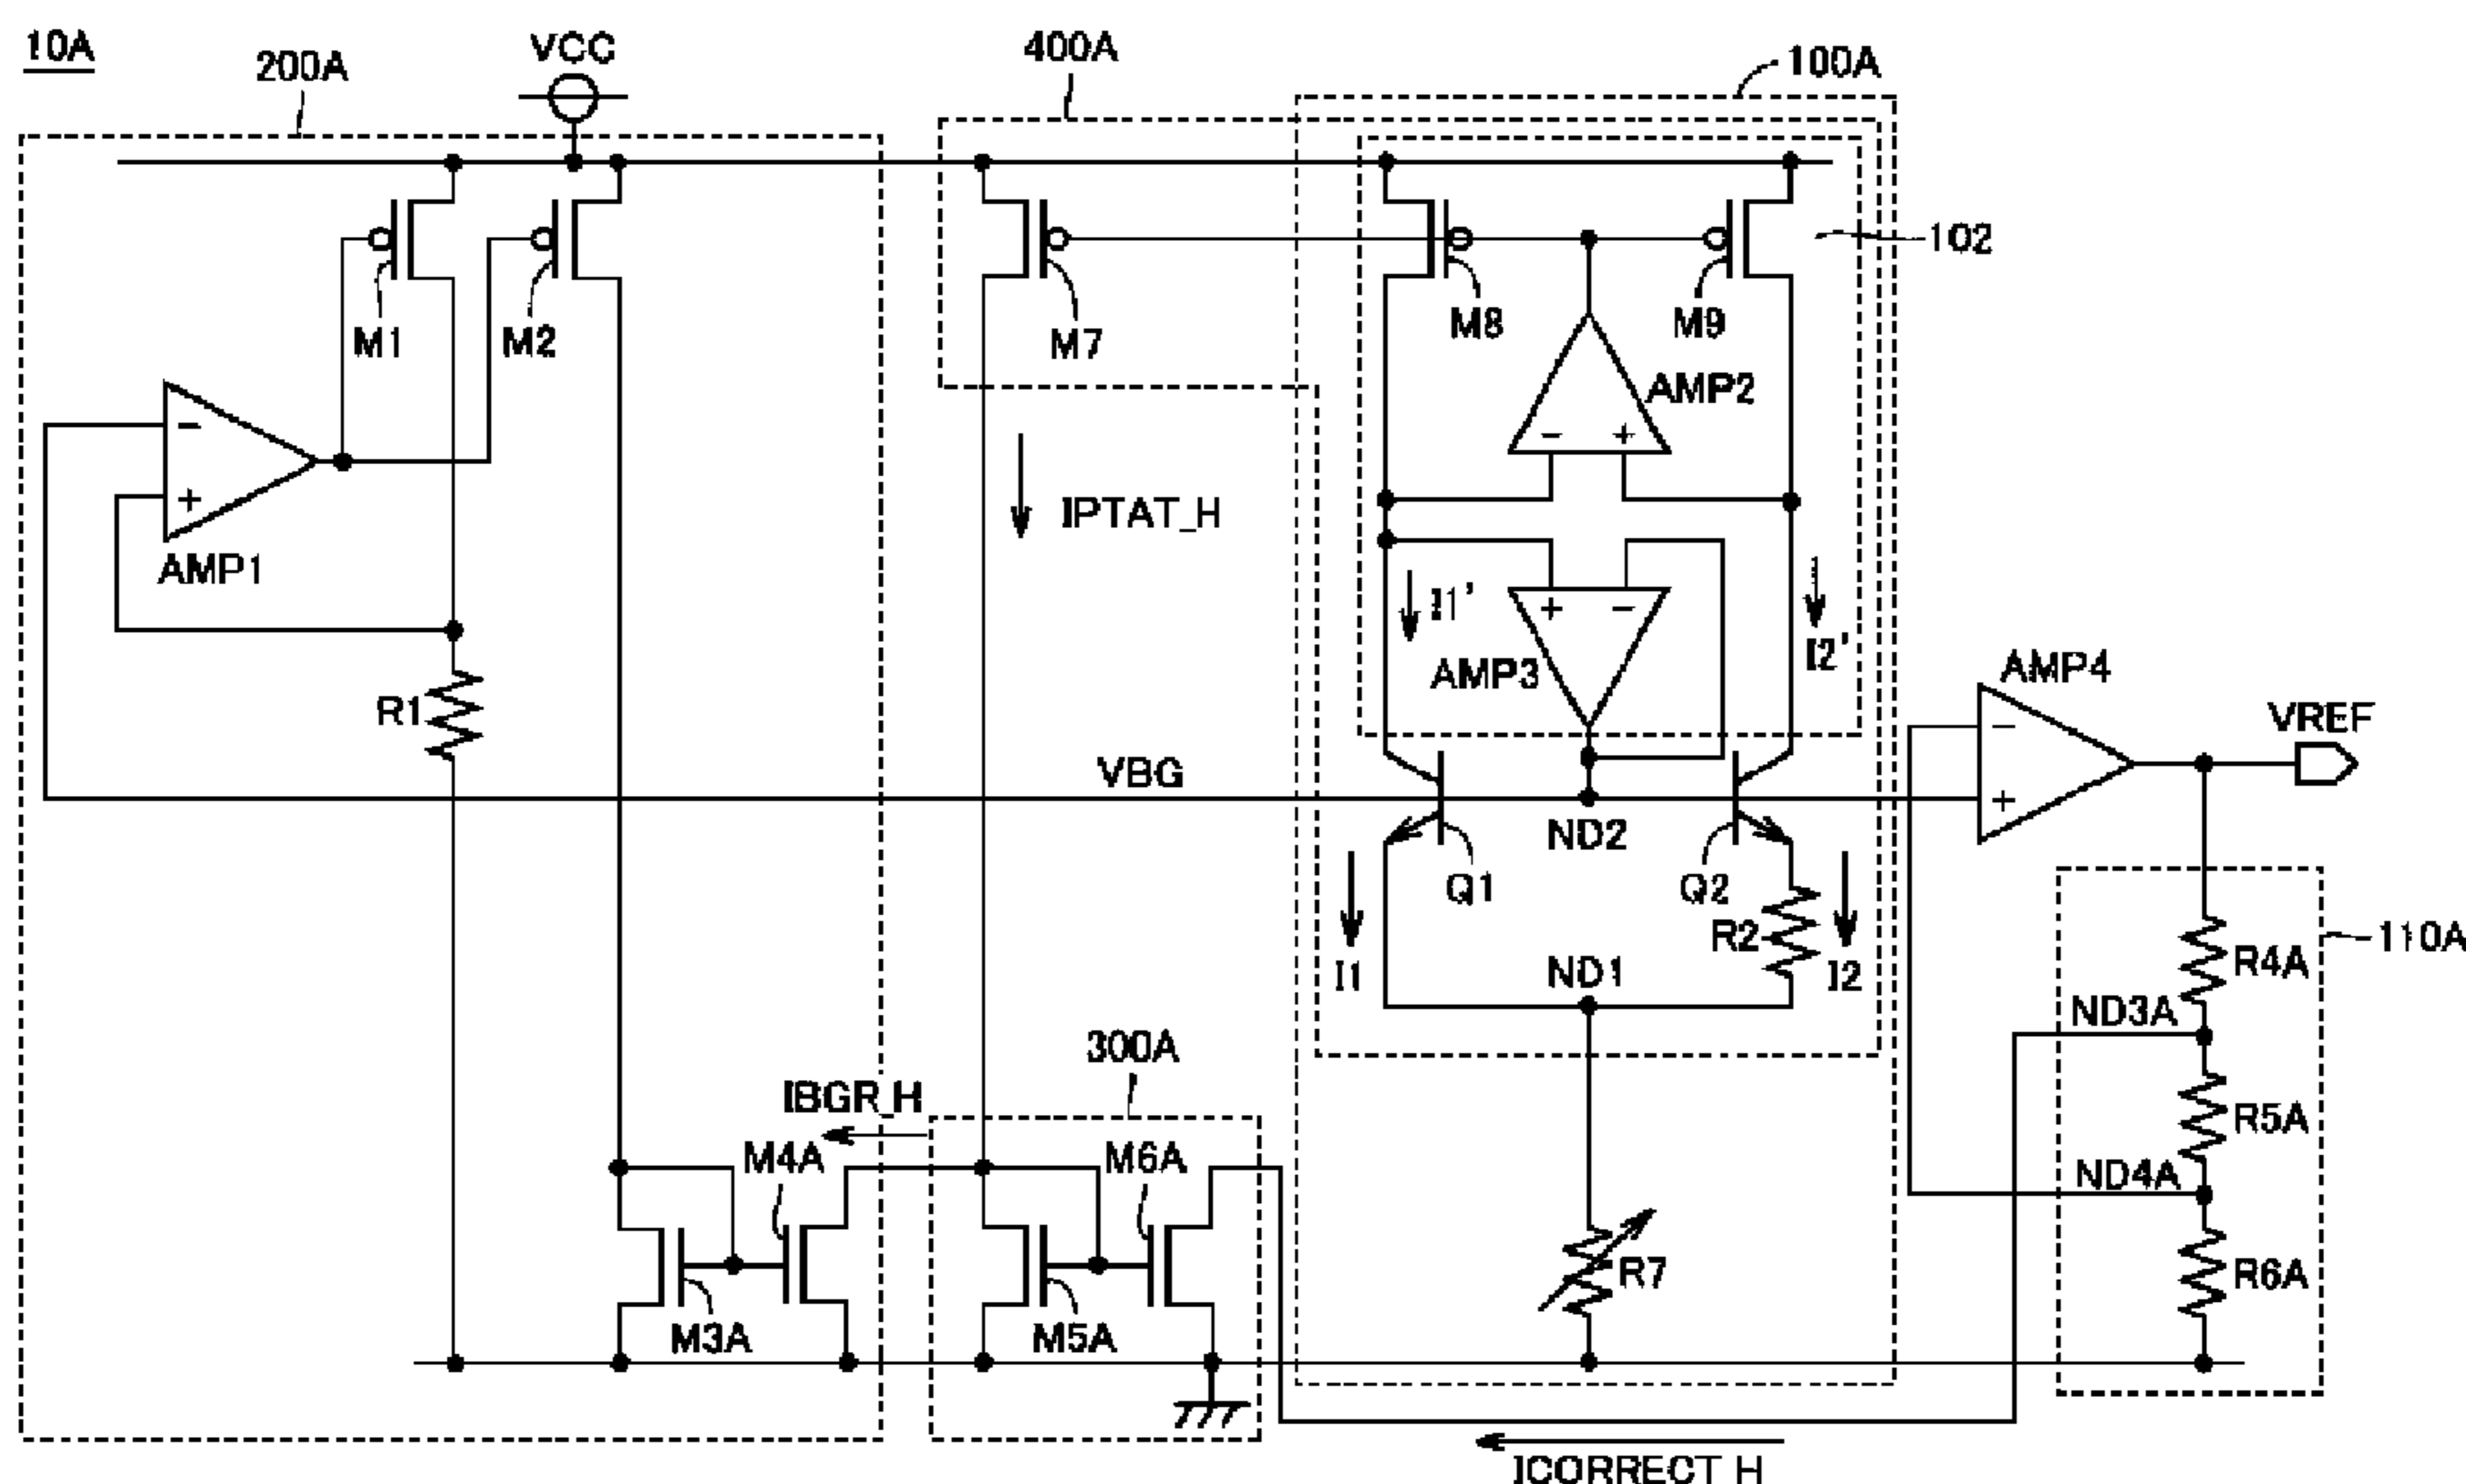 10A
200A
VCC
400A
100A
102
M1
M2
M7
M8
M9
AMP2
−
+
−
+
AMP1
IPTAT_H
I1'
+
−
AMP3
I2'
AMP4
VREF
R1
VBG
ND2
−
+
Q1
Q2
R2
I1
ND1
I2
R4A
110A
ND3A
300A
IBGR_H
M4A
M6A
R5A
ND4A
R7
R6A
M3A
M5A
ICORRECT_H